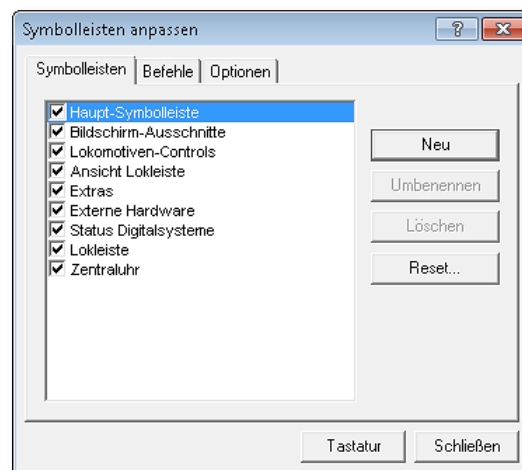 Symbolleisten anpassen
Symbolleisten Befehle Optionen
Haupt-Symbolleiste
Bildschirm-Ausschnitte
Lokomotiven-Controls
Ansicht Lokleiste
Extras
Externe Hardware
Status Digitalsysteme
Lokleiste
Zentraluhr
Neu
Umbenennen
Löschen
Reset...
Tastatur Schließen